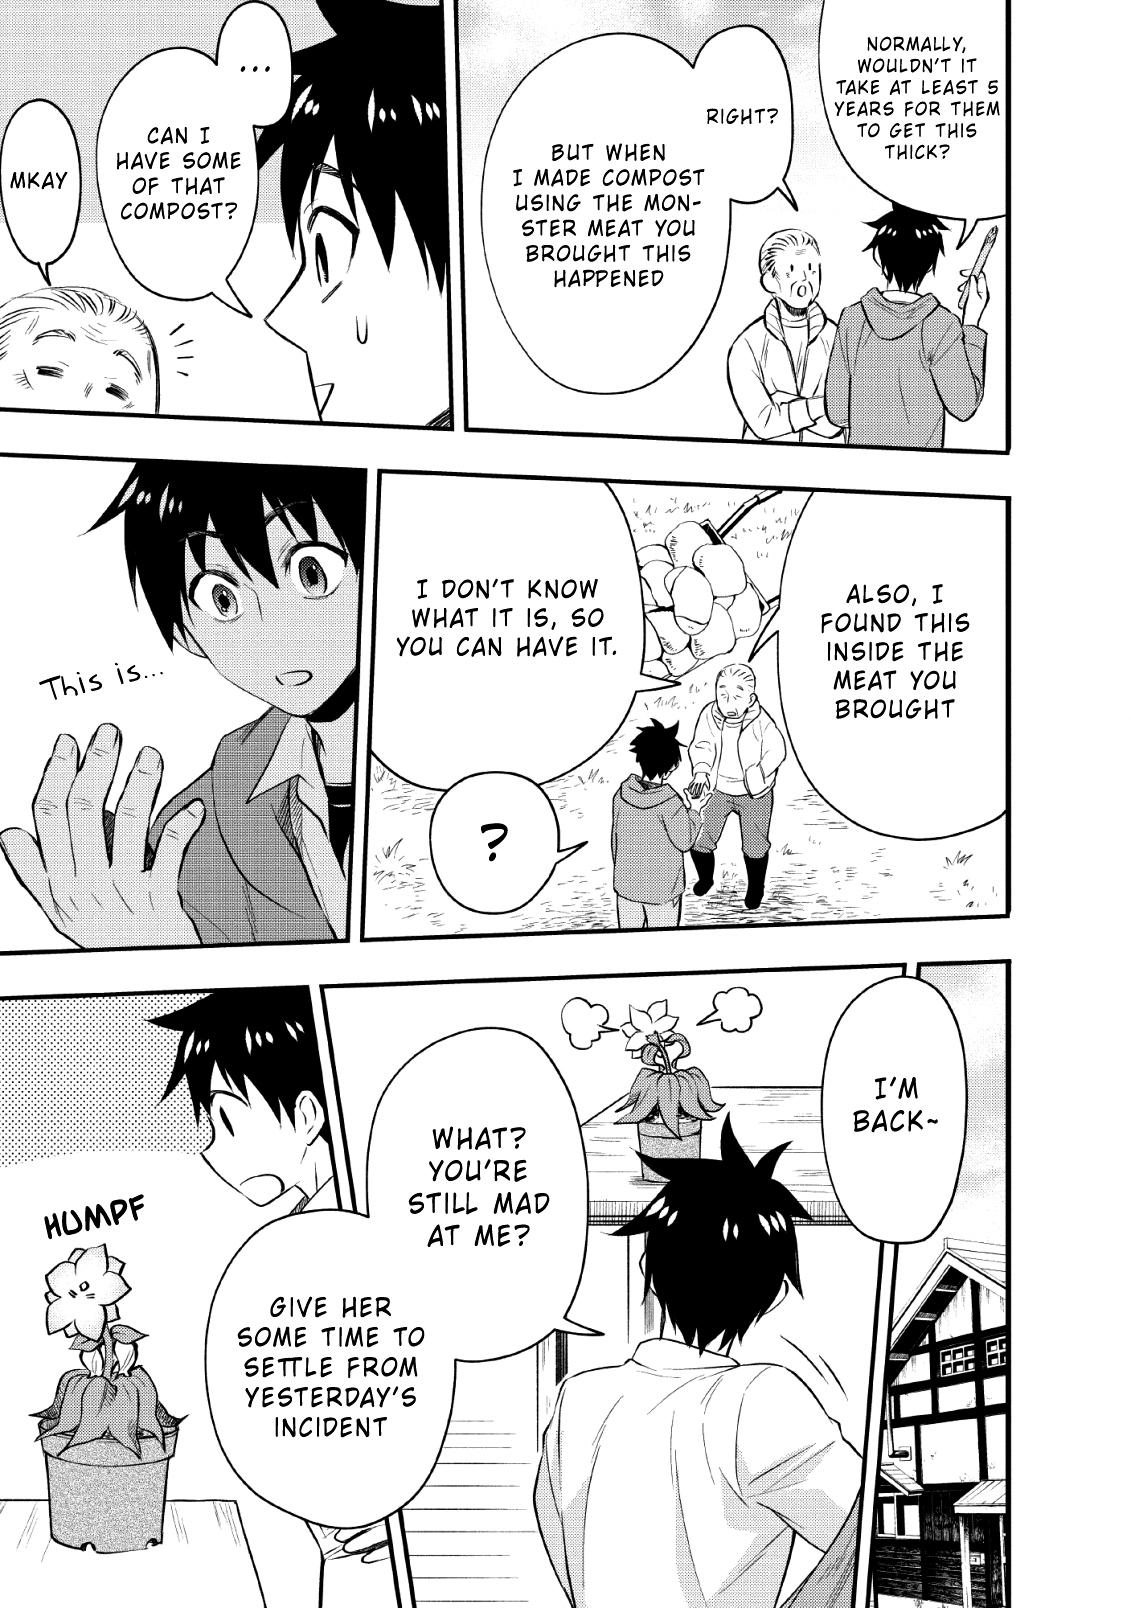 NORMALLY,
WOULDN'T IT
TAKE AT LEAST 5
YEARS FOR THEM
TO GET THIS
THICK?
RIGHT?
BUT WHEN
I MADE COMPOST
USING THE MON-
STER MEAT YOU
BROUGHT THIS
HAPPENED
...
CAN I
HAVE SOME
OF THAT
COMPOST?
MKAY
ALSO, I
FOUND THIS
INSIDE THE
MEAT YOU
BROUGHT
I DON'T KNOW
WHAT IT IS, SO
YOU CAN HAVE IT.
?
This is...
I'M
BACK~
WHAT?
YOU'RE
STILL MAD
AT ME?
GIVE HER
SOME TIME TO
SETTLE FROM
YESTERDAY'S
INCIDENT
HUMPF